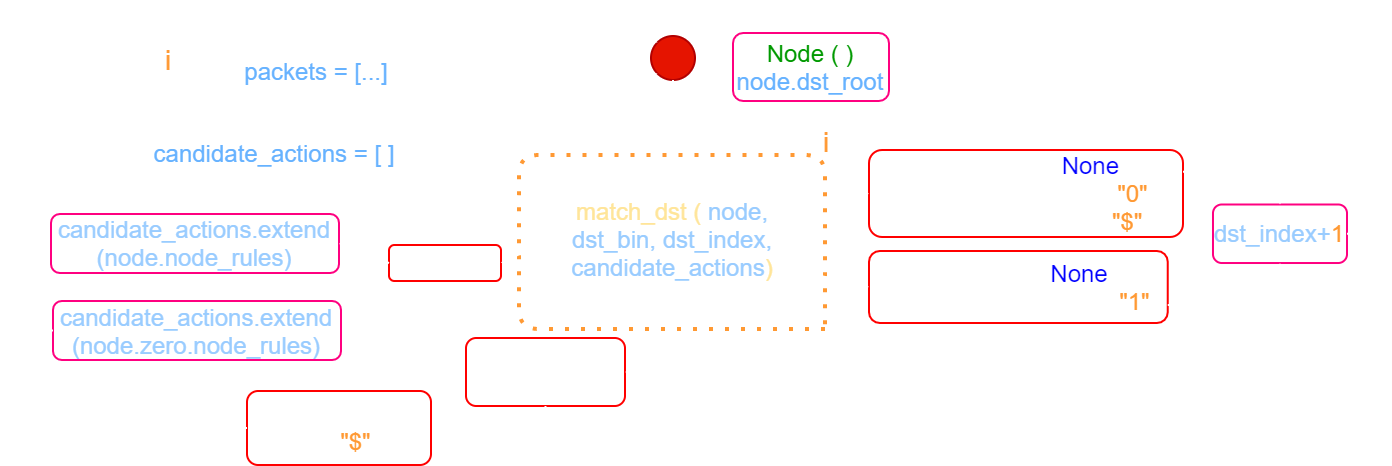 i
packets = [...]
Node ( )
node.dst_root
candidate_actions = [ ]
i
match_dst ( node,
dst_bin, dst_index,
candidate_actions)
None
"0"
"$"
dst_index+1
None
"1"
candidate_actions.extend
(node.node_rules)
candidate_actions.extend
(node.zero.node_rules)
"$"